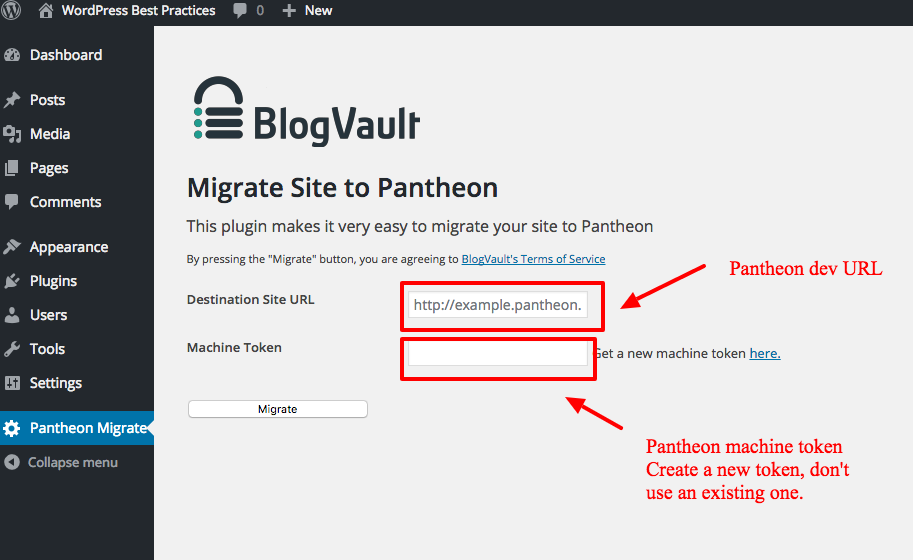 WordPress Best Practices 0 New
Dashboard
Posts
Media
Pages
Comments
Appearance
Plugins
Users
Tools
Settings
Pantheon Migrate
Collapse menu
BlogVault
Migrate Site to Pantheon
This plugin makes it very easy to migrate your site to Pantheon
By pressing the "Migrate" button, you are agreeing to BlogVault's Terms of Service
Pantheon dev URL
Destination Site URL http://example.pantheon.
Machine Token Get a new machine token here.
Migrate
Pantheon machine token
Create a new token, don't
use an existing one.